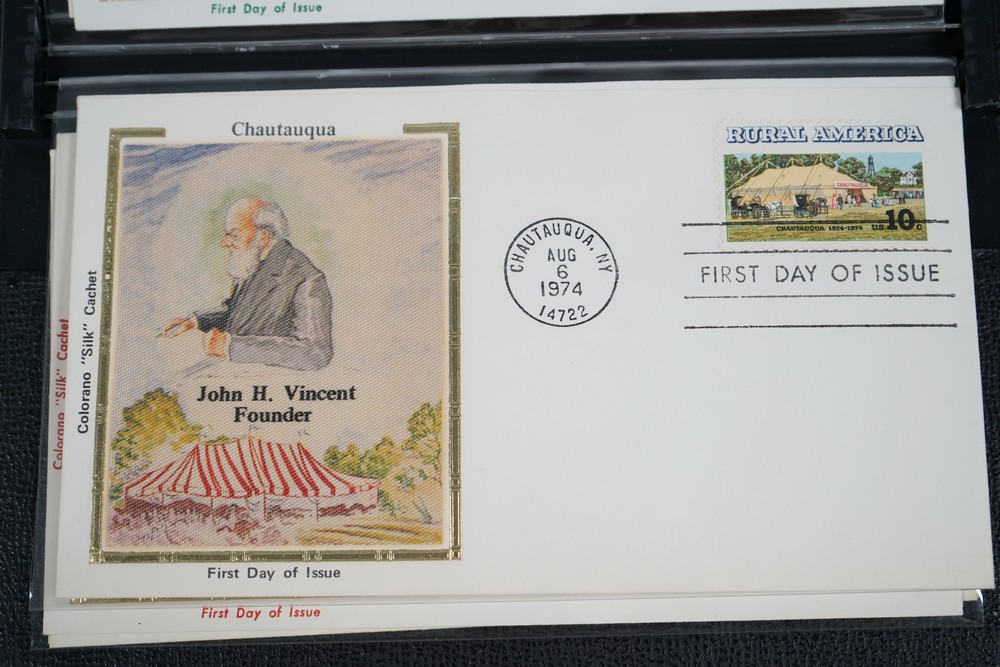 First Day of Issue
Chautauqua
Colorano "Silk" Cachet
Colorano "Silk" Cachet
John H. Vincent
Founder
First Day of Issue
First Day of Issue
RURAL AMERICA
CHAUTAUQUA
CHAUTAUQUA 1874-1974 U.S. 10c
CHAUTAUQUA, NY
AUG
6
1974
14722
FIRST DAY OF ISSUE